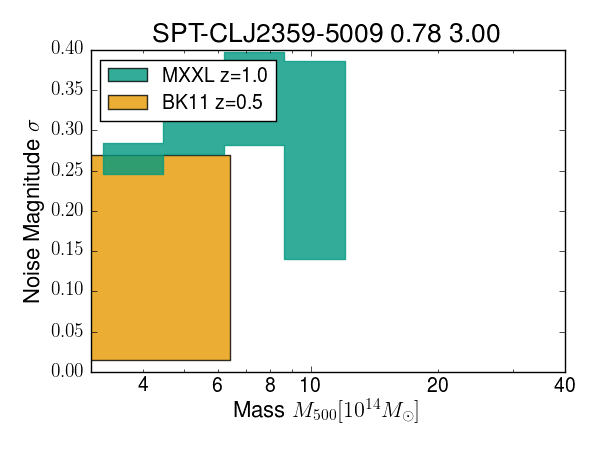 SPT-CLJ2359-5009 0.78 3.00
0.40
0.35
0.30
0.25
0.20
0.15
0.10
0.05
0.00
Noise Magnitude σ
MXXL z=1.0
BK11 z=0.5
4 6 8 10 20 40
Mass M₅₀₀[10¹⁴M☉]